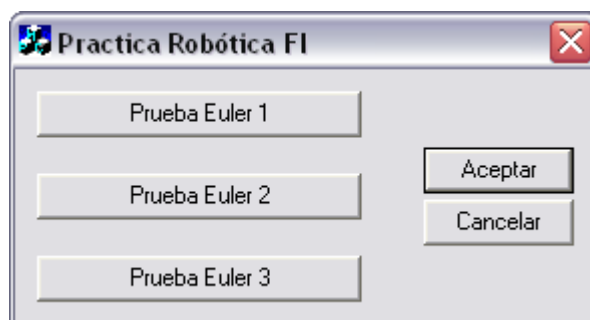 Practica Robótica FI
Prueba Euler 1
Prueba Euler 2
Prueba Euler 3
Aceptar
Cancelar